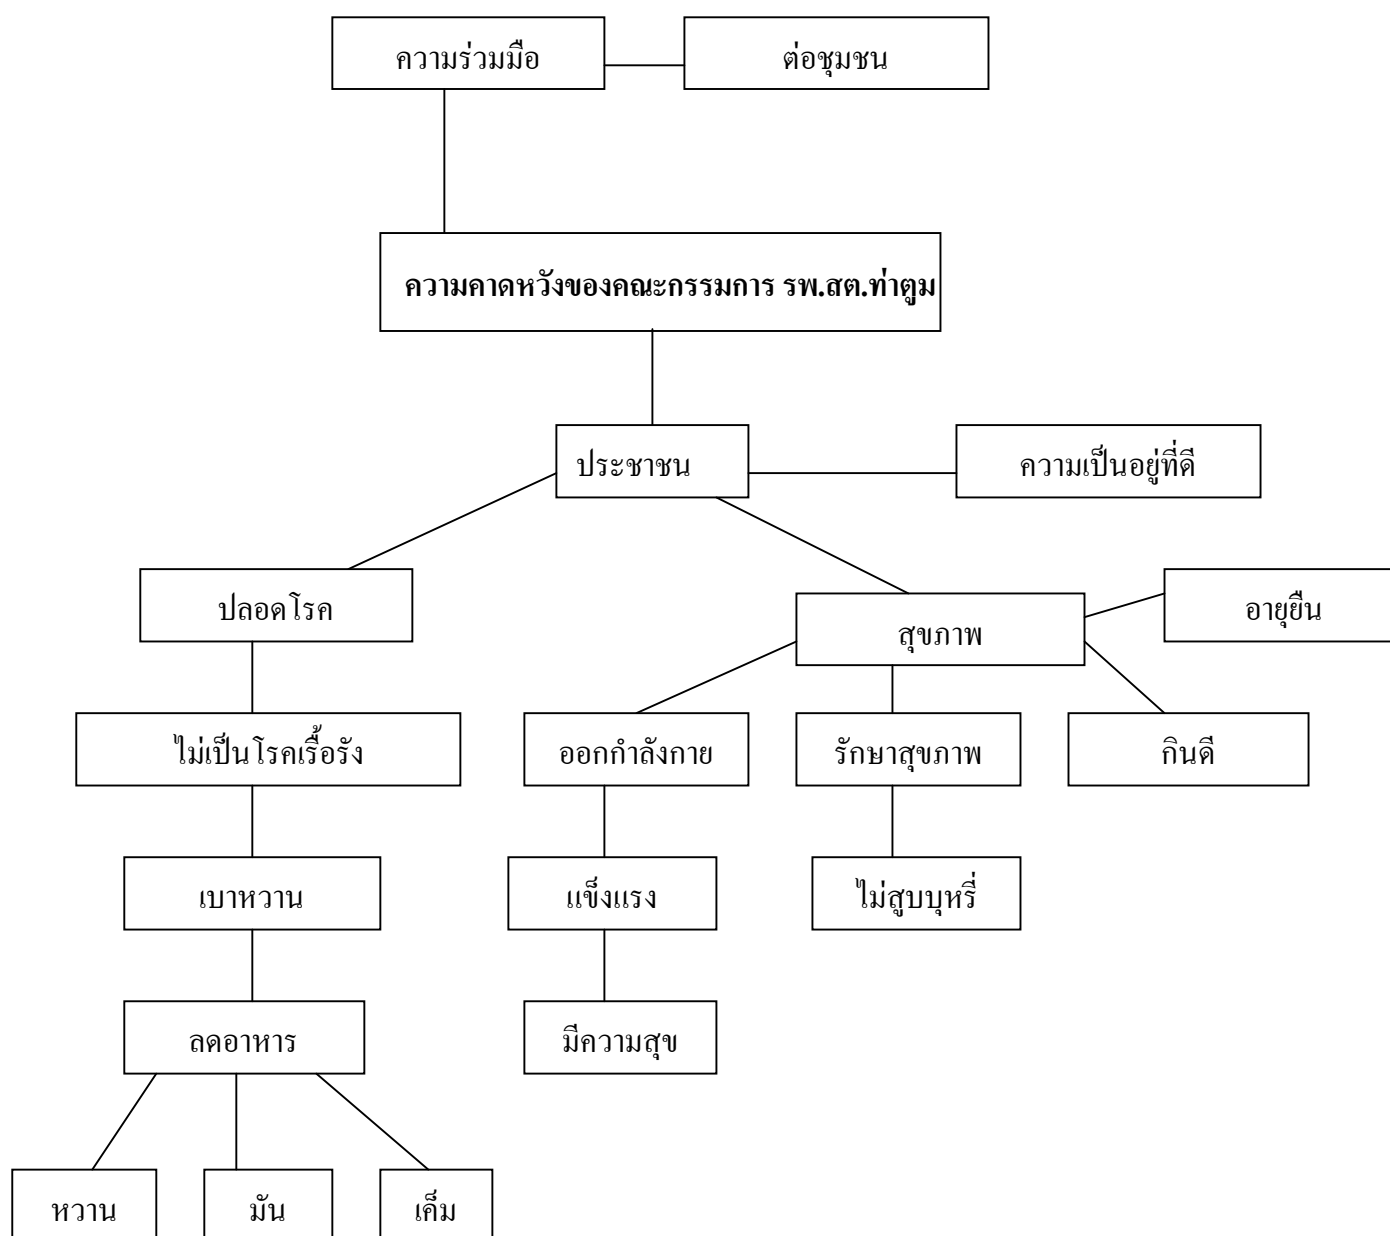 ความร่วมมือ
ต่อชุมชน
ความคาดหวังของคณะกรรมการ รพ.สต.ท่าตูม
ประชาชน
ความเป็นอยู่ที่ดี
ปลอดโรค
สุขภาพ
อายุยืน
ไม่เป็นโรคเรื้อรัง
ออกกำลังกาย
รักษาสุขภาพ
กินดี
เบาหวาน
แข็งแรง
ไม่สูบบุหรี่
ลดอาหาร
มีความสุข
หวาน
มัน
เค็ม